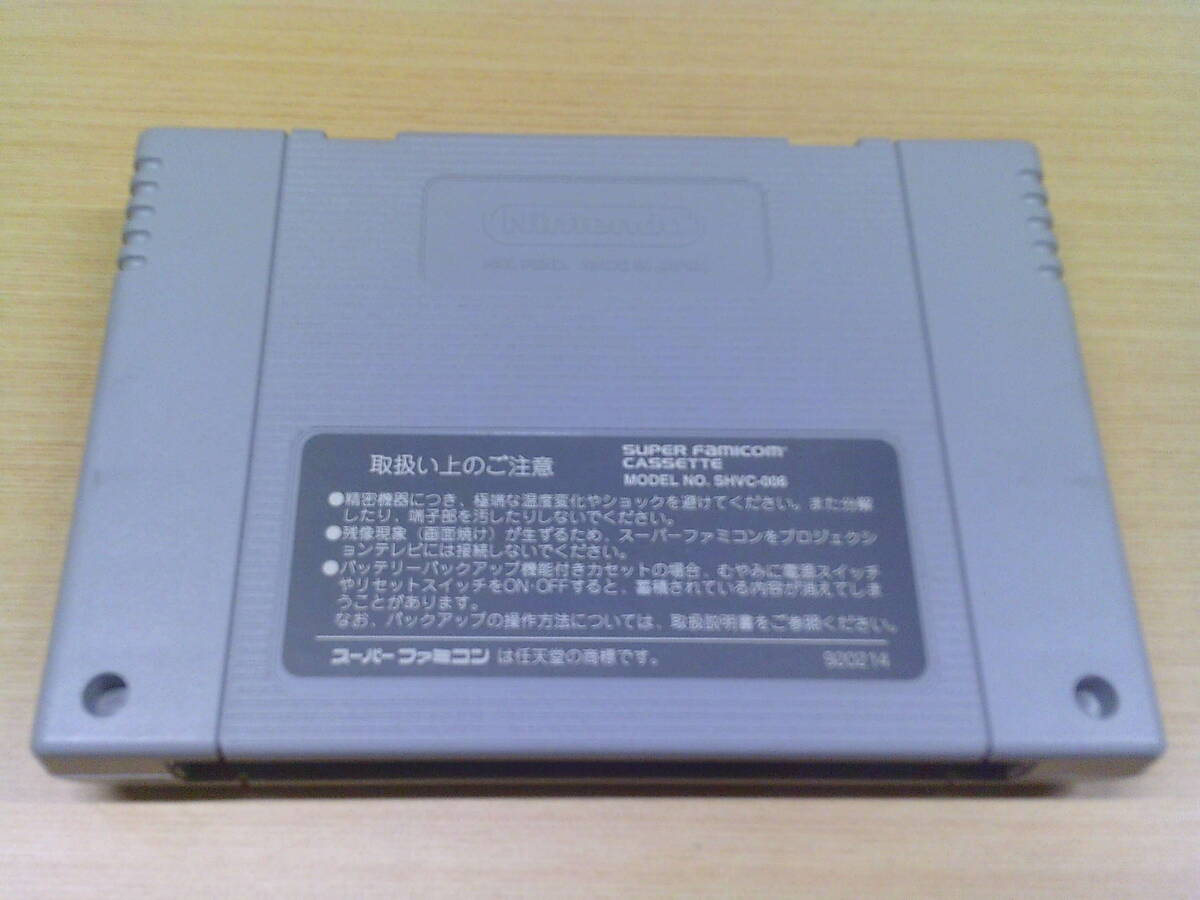 Nintendo
PAT. PEND. MADE IN JAPAN
取扱い上のご注意
SUPER FAMICOM
CASSETTE
MODEL NO. SHVC-006
●精密機器につき、極端な温度変化やショックを避けてください。また分解
したり、端子部を汚したりしないでください。
●残像現象（画面焼け）が生ずるため、スーパーファミコンをプロジェクシ
ョンテレビには接続しないでください。
●バッテリーバックアップ機能付きカセットの場合、むやみに電源スイッチ
やリセットスイッチをON・OFFすると、蓄積されている内容が消えてしま
うことがあります。
なお、バックアップの操作方法については、取扱説明書をご参照ください。
スーパーファミコン は任天堂の商標です。
900214